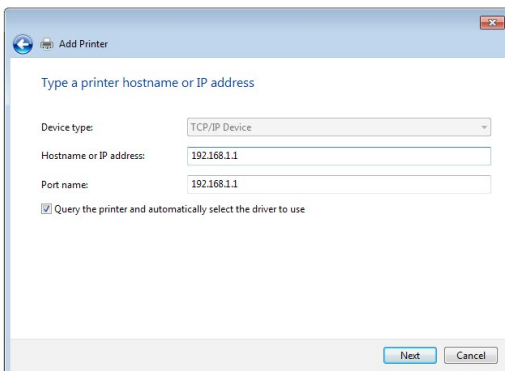 Add Printer
Type a printer hostname or IP address
Device type: TCP/IP Device
Hostname or IP address: 192.168.1.1
Port name: 192.168.1.1
Query the printer and automatically select the driver to use
Next Cancel